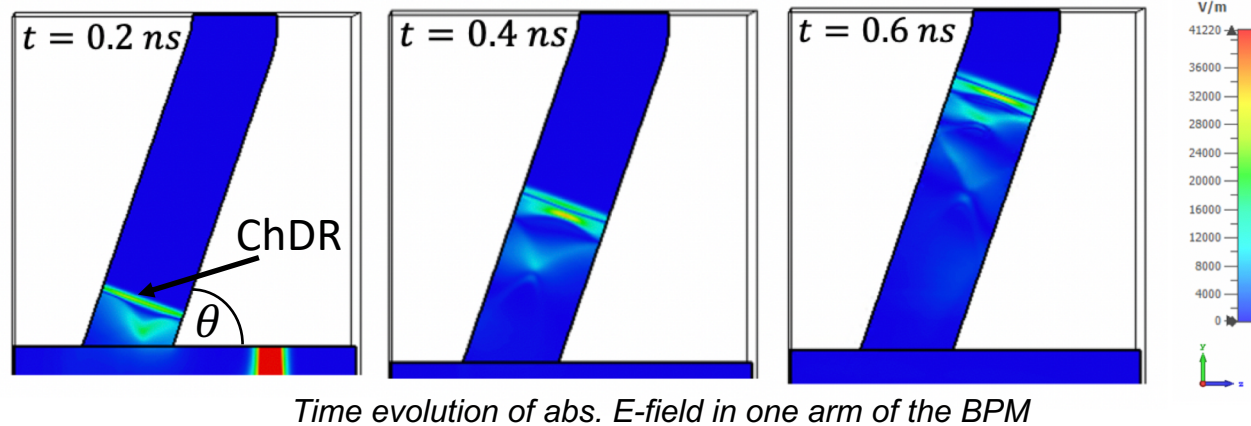 t = 0.2 ns
t = 0.4 ns
t = 0.6 ns
V/m
41220
36000
32000
28000
24000
20000
16000
12000
8000
4000
0
ChDR
θ
y
z
Time evolution of abs. E-field in one arm of the BPM